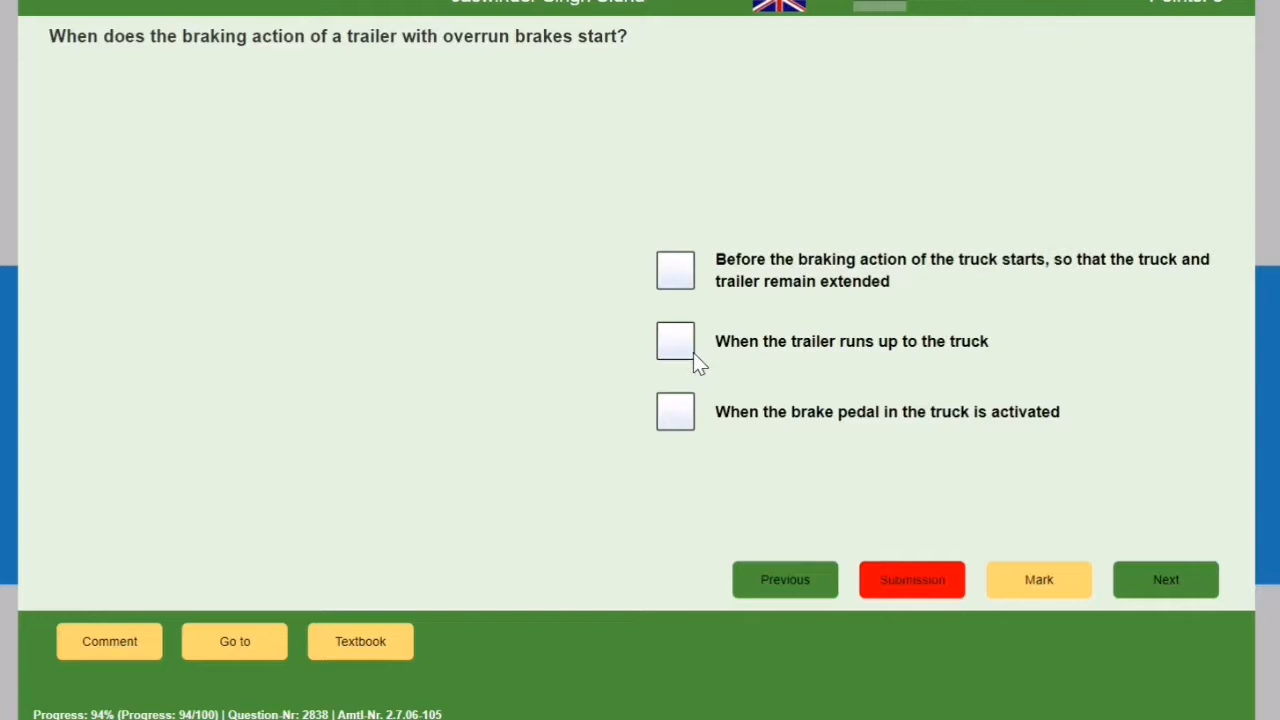 When does the braking action of a trailer with overrun brakes start?
Before the braking action of the truck starts, so that the truck and
trailer remain extended
When the trailer runs up to the truck
When the brake pedal in the truck is activated
Previous
Submission
Mark
Next
Comment
Go to
Textbook
Progress: 94% (Progress: 94/100) | Question-Nr: 2838 | Amtl-Nr. 2.7.06-105